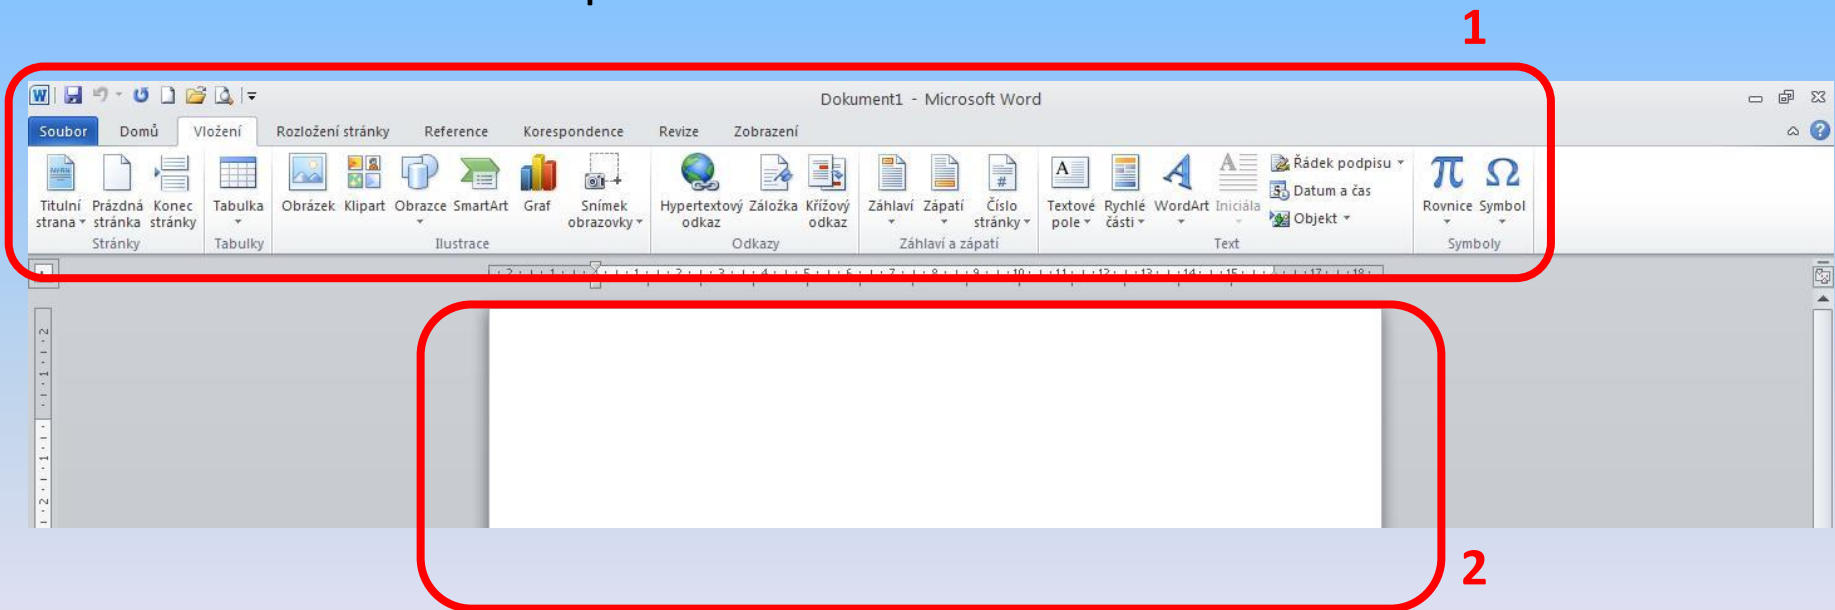 1
Dokument1 - Microsoft Word
Soubor Domů Vložení Rozložení stránky Reference Korespondence Revize Zobrazení
Titulní strana Prázdná stránka Konec stránky Tabulka Obrázek Klipart Obrazce SmartArt Graf Snímek obrazovky Hypertextový odkaz Záložka Křížový odkaz Záhlaví Zápatí Číslo stránky Textové pole Rychlé části WordArt Iniciála Řádek podpisu Datum a čas Objekt Rovnice Symbol
Stránky Tabulky Ilustrace Odkazy Záhlaví a zápatí Text Symboly
2